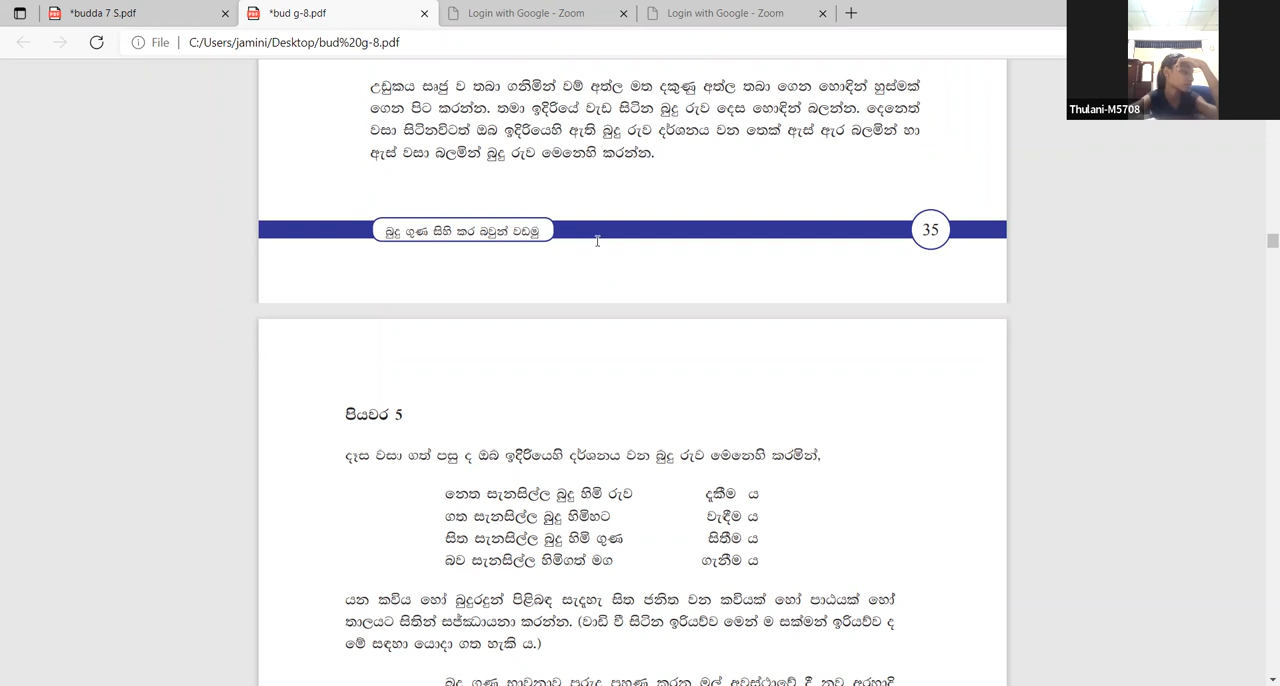 *budda 7 S.pdf
*bud g-8.pdf
Login with Google - Zoom
Login with Google - Zoom
File
C:/Users/jamini/Desktop/bud%20g-8.pdf
Thulani-M5708
උඩුකය සෘජු ව තබා ගනිමින් වම් අත්ල මත දකුණු අත්ල තබා ගෙන හොඳින් හුස්මක්
ගෙන පිට කරන්න. තමා ඉදිරියේ වැඩ සිටින බුදු රුව දෙස හොඳින් බලන්න. දෙනෙත්
වසා සිටිනවිටත් ඔබ ඉදිරියෙහි ඇති බුදු රුව දර්ශනය වන තෙක් ඇස් ඇර බලමින් හා
ඇස් වසා බලමින් බුදු රුව මෙනෙහි කරන්න.
බුදු ගුණ සිහි කර බවුන් වඩමු
35
පියවර 5
දෑස වසා ගත් පසු ද ඔබ ඉදිරියෙහි දර්ශනය වන බුදු රුව මෙනෙහි කරමින්,
නෙත සැනසිල්ල බුදු හිමි රුව දැකීම ය
ගත සැනසිල්ල බුදු හිමිහට වැඳීම ය
සිත සැනසිල්ල බුදු හිමි ගුණ සිතීම ය
බව සැනසිල්ල හිමිගත් මග ගැනීම ය
යන කවිය හෝ බුදුරදුන් පිළිබඳ සැදැහැ සිත ජනිත වන කවියක් හෝ පාඨයක් හෝ
තාලයට සිතින් සජ්ඣායනා කරන්න. (වාඩි වී සිටින ඉරියව්ව මෙන් ම සක්මන් ඉරියව්ව ද
මේ සඳහා යොදා ගත හැකි ය.)
බුදු ගුණ භාවනාව පුරුදු පුහුණු කරන මුල් අවස්ථාවේ දී නව අරහාදි